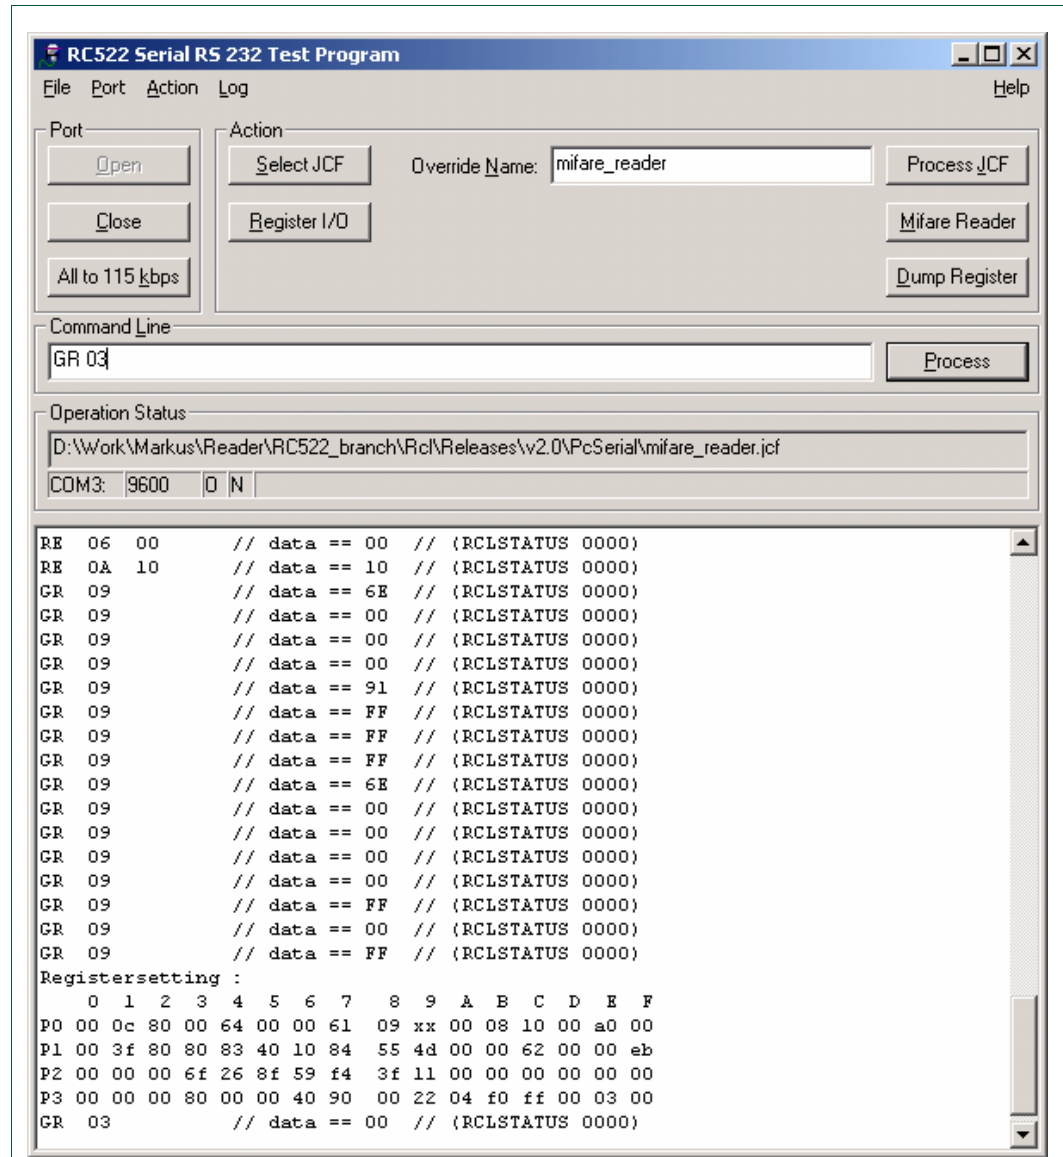 RC522 Serial RS 232 Test Program
File Port Action Log Help
Port Action
Open Select JCF Override Name: mifare_reader Process JCF
Close Register I/O Mifare Reader
All to 115 kbps Dump Register
Command Line
GR 03 Process
Operation Status
D:\Work\Markus\Reader\RC522_branch\Rcl\Releases\v2.0\PcSerial\mifare_reader.jcf
COM3: 9600 O N
RE 06 00 // data == 00 // (RCLSTATUS 0000)
RE 0A 10 // data == 10 // (RCLSTATUS 0000)
GR 09 // data == 6E // (RCLSTATUS 0000)
GR 09 // data == 00 // (RCLSTATUS 0000)
GR 09 // data == 00 // (RCLSTATUS 0000)
GR 09 // data == 00 // (RCLSTATUS 0000)
GR 09 // data == 91 // (RCLSTATUS 0000)
GR 09 // data == FF // (RCLSTATUS 0000)
GR 09 // data == FF // (RCLSTATUS 0000)
GR 09 // data == FF // (RCLSTATUS 0000)
GR 09 // data == 6E // (RCLSTATUS 0000)
GR 09 // data == 00 // (RCLSTATUS 0000)
GR 09 // data == 00 // (RCLSTATUS 0000)
GR 09 // data == 00 // (RCLSTATUS 0000)
GR 09 // data == 00 // (RCLSTATUS 0000)
GR 09 // data == FF // (RCLSTATUS 0000)
GR 09 // data == 00 // (RCLSTATUS 0000)
GR 09 // data == FF // (RCLSTATUS 0000)
Registersetting :
0 1 2 3 4 5 6 7 8 9 A B C D E F
P0 00 0c 80 00 64 00 00 61 09 xx 00 08 10 00 a0 00
P1 00 3f 80 80 83 40 10 84 55 4d 00 00 62 00 00 eb
P2 00 00 00 6f 26 8f 59 f4 3f 11 00 00 00 00 00 00
P3 00 00 00 80 00 00 40 90 00 22 04 f0 ff 00 03 00
GR 03 // data == 00 // (RCLSTATUS 0000)